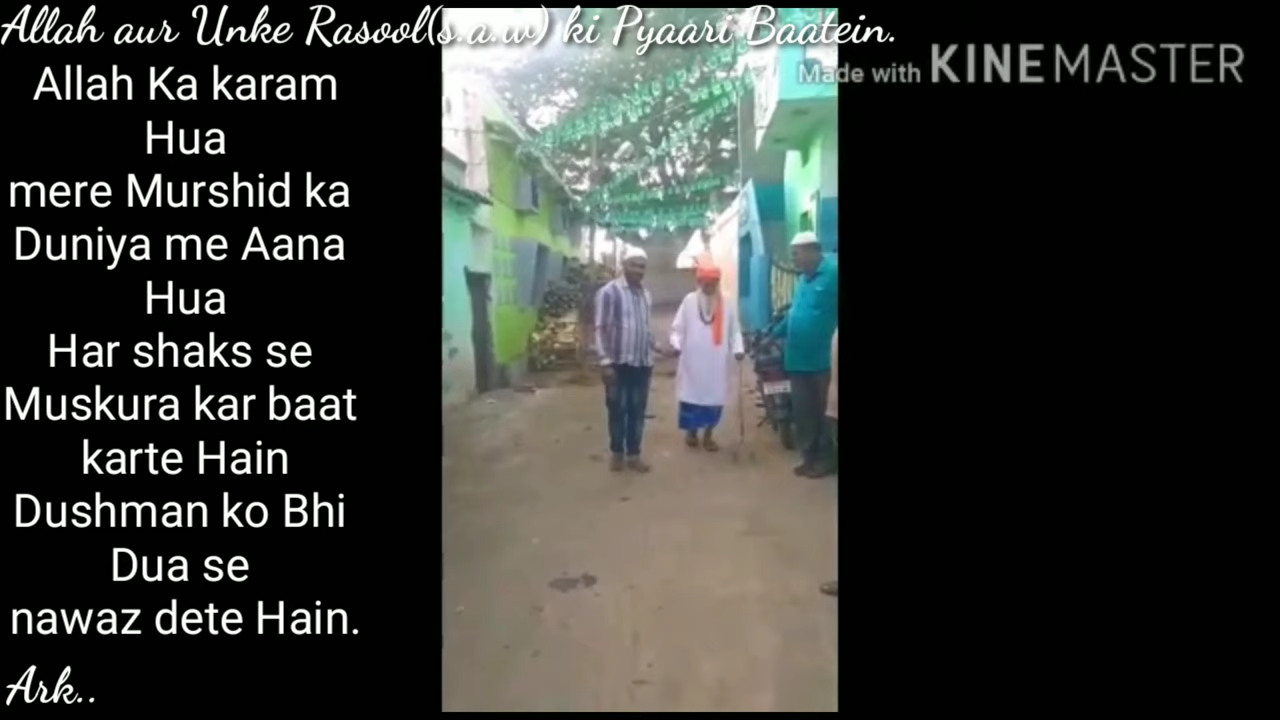 Allah aur Unke Rasool(s.a.w) ki Pyaari Baatein.
Made with KINEMASTER
Allah Ka karam
Hua
mere Murshid ka
Duniya me Aana
Hua
Har shaks se
Muskura kar baat
karte Hain
Dushman ko Bhi
Dua se
nawaz dete Hain.
Ark..